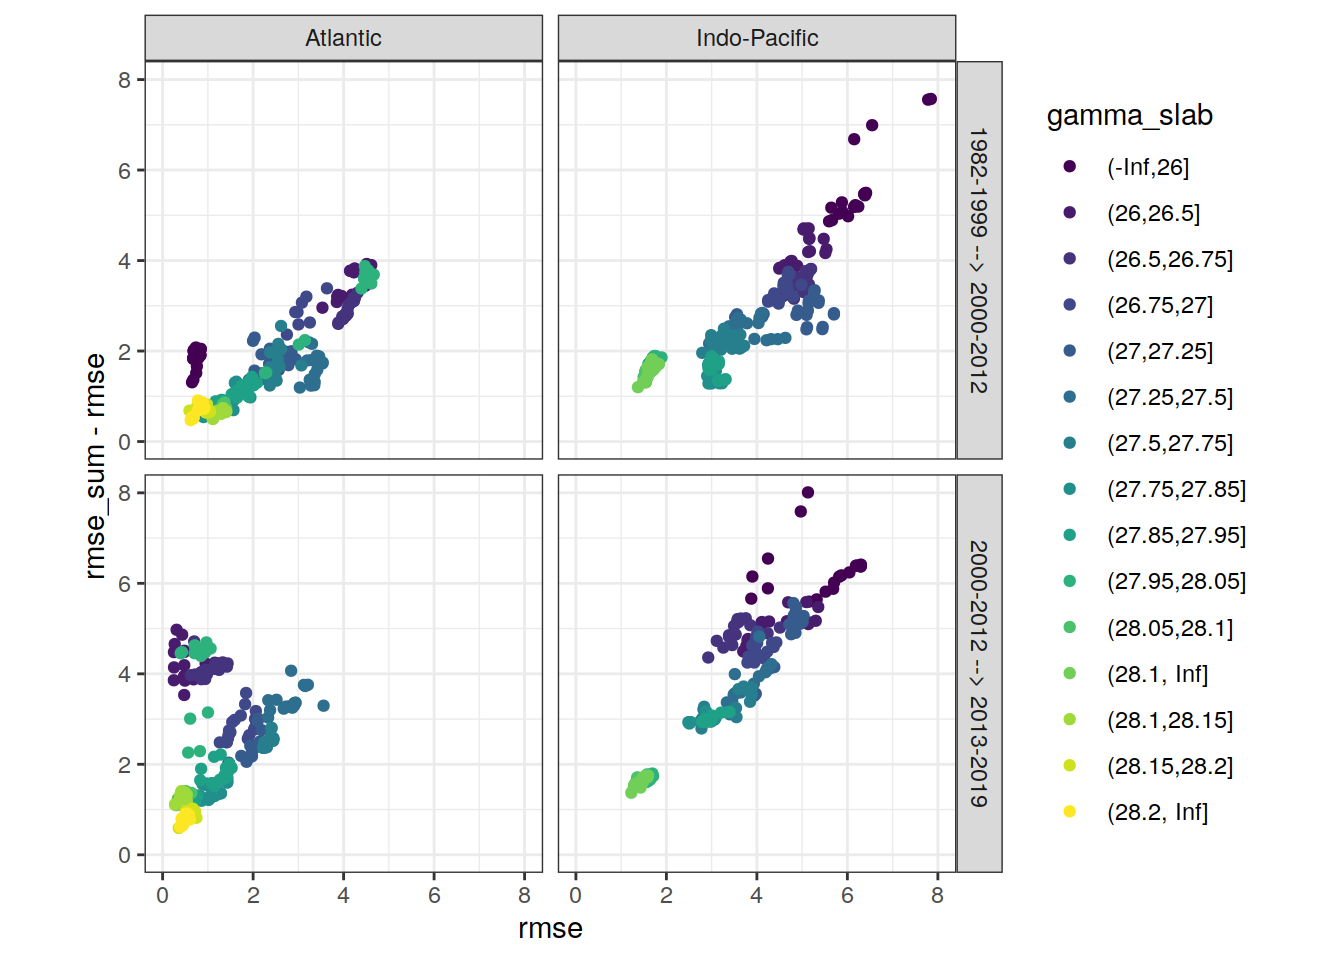 Atlantic
Indo-Pacific
8
6
4
2
0
1982-1999 --> 2000-2012
8
6
4
2
0
2000-2012 --> 2013-2019
0 2 4 6 8
0 2 4 6 8
rmse
rmse_sum - rmse
gamma_slab
(-Inf,26]
(26,26.5]
(26.5,26.75]
(26.75,27]
(27,27.25]
(27.25,27.5]
(27.5,27.75]
(27.75,27.85]
(27.85,27.95]
(27.95,28.05]
(28.05,28.1]
(28.1, Inf]
(28.1,28.15]
(28.15,28.2]
(28.2, Inf]